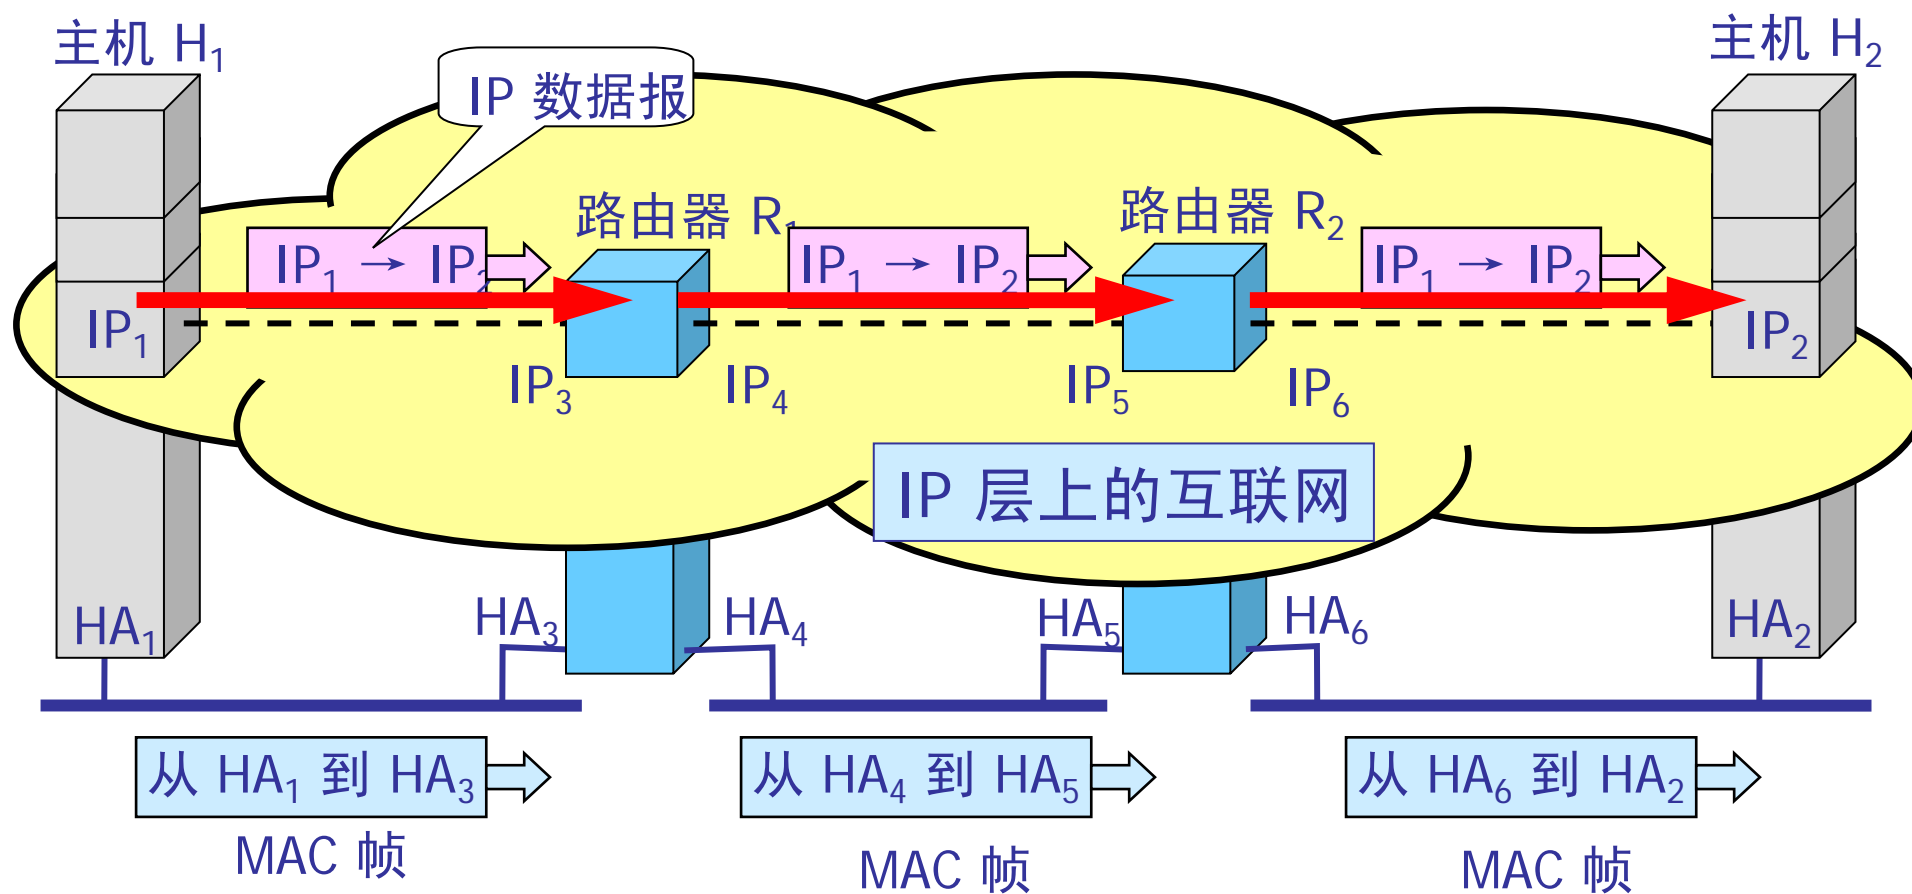 主机 H₁
主机 H₂
IP 数据报
路由器 R₁
路由器 R₂
IP₁ → IP₂
IP₁ → IP₂
IP₁ → IP₂
IP₁
IP₂
IP₃
IP₄
IP₅
IP₆
IP 层上的互联网
HA₁
HA₃
HA₄
HA₅
HA₆
HA₂
从 HA₁ 到 HA₃
从 HA₄ 到 HA₅
从 HA₆ 到 HA₂
MAC 帧
MAC 帧
MAC 帧